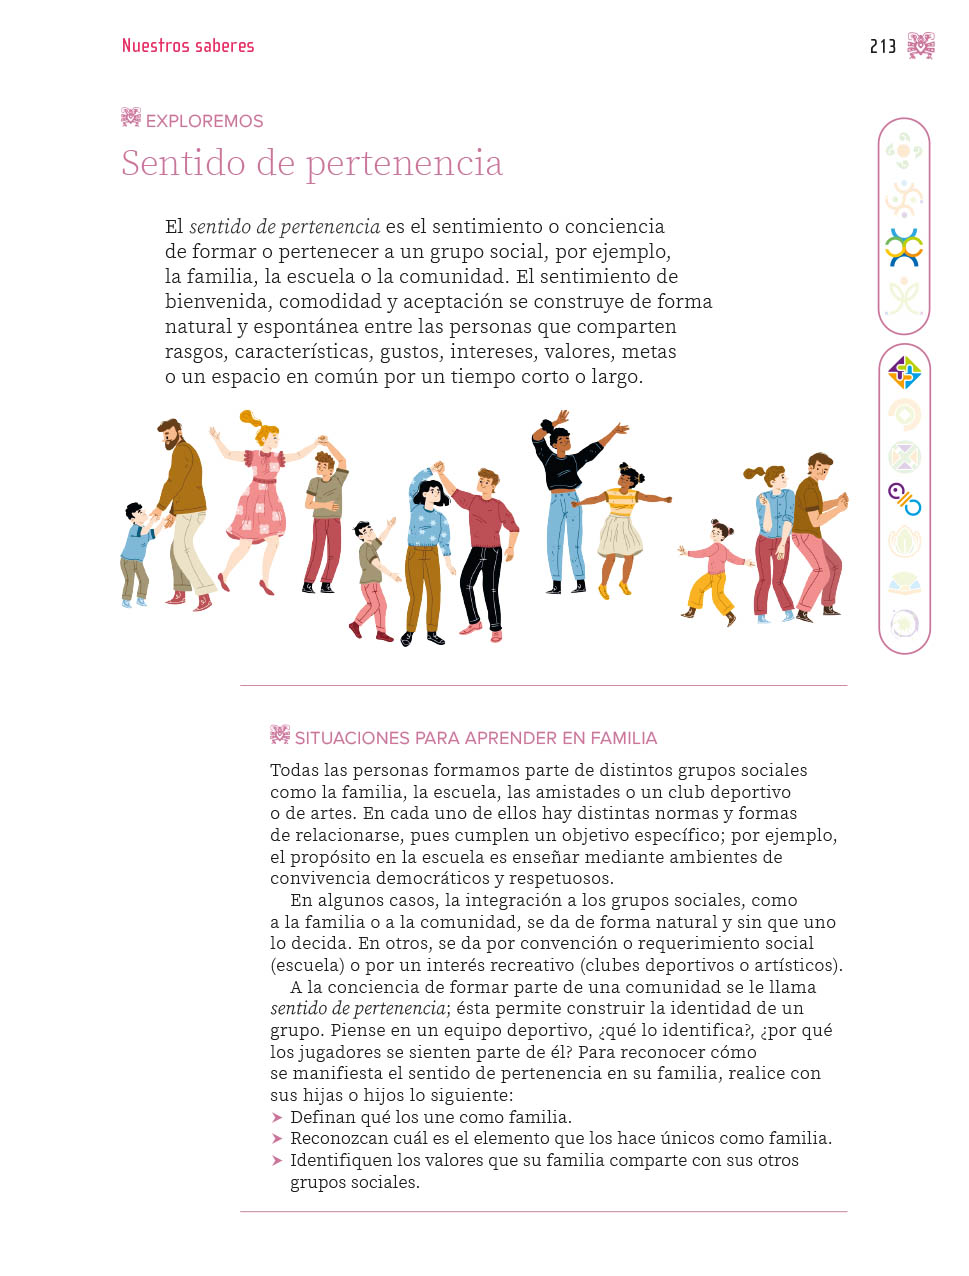 Nuestros saberes
213
EXPLOREMOS
Sentido de pertenencia
El sentido de pertenencia es el sentimiento o conciencia
de formar o pertenecer a un grupo social, por ejemplo,
la familia, la escuela o la comunidad. El sentimiento de
bienvenida, comodidad y aceptación se construye de forma
natural y espontánea entre las personas que comparten
rasgos, características, gustos, intereses, valores, metas
o un espacio en común por un tiempo corto o largo.
SITUACIONES PARA APRENDER EN FAMILIA
Todas las personas formamos parte de distintos grupos sociales
como la familia, la escuela, las amistades o un club deportivo
o de artes. En cada uno de ellos hay distintas normas y formas
de relacionarse, pues cumplen un objetivo específico; por ejemplo,
el propósito en la escuela es enseñar mediante ambientes de
convivencia democráticos y respetuosos.
En algunos casos, la integración a los grupos sociales, como
a la familia o a la comunidad, se da de forma natural y sin que uno
lo decida. En otros, se da por convención o requerimiento social
(escuela) o por un interés recreativo (clubes deportivos o artísticos).
A la conciencia de formar parte de una comunidad se le llama
sentido de pertenencia; ésta permite construir la identidad de un
grupo. Piense en un equipo deportivo, ¿qué lo identifica?, ¿por qué
los jugadores se sienten parte de él? Para reconocer cómo
se manifiesta el sentido de pertenencia en su familia, realice con
sus hijas o hijos lo siguiente:
➤ Definan qué los une como familia.
➤ Reconozcan cuál es el elemento que los hace únicos como familia.
➤ Identifiquen los valores que su familia comparte con sus otros
grupos sociales.